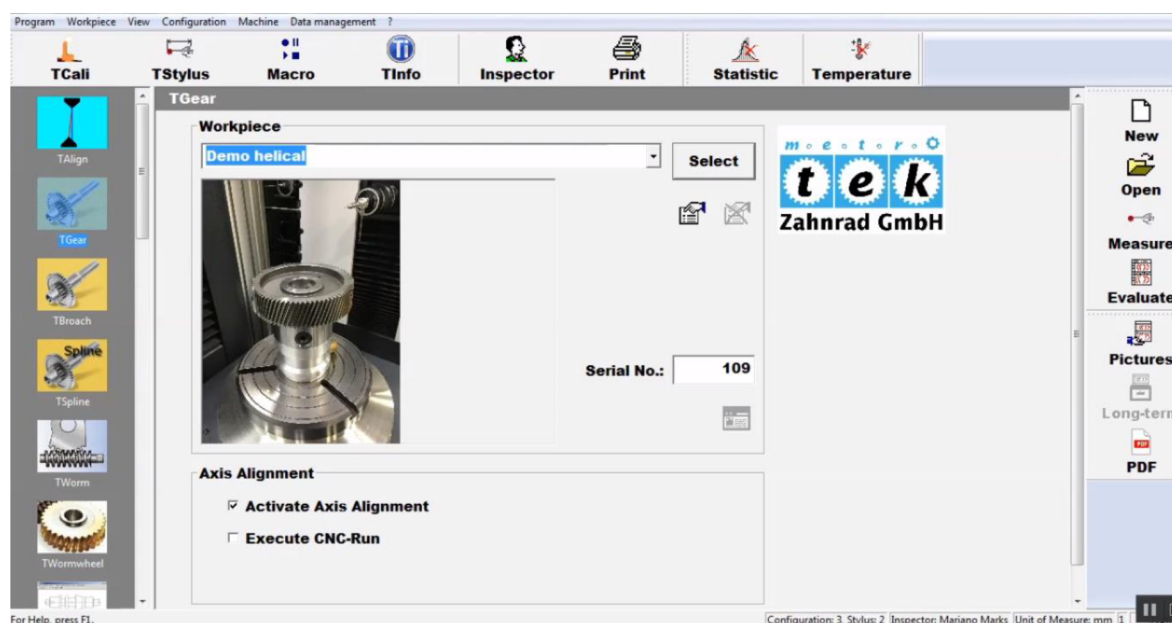 Program Workpiece View Configuration Machine Data management ?
TCali TStylus Macro TInfo Inspector Print Statistic Temperature
TGear
TAlign
TGear
TBroach
Spline
TSpline
TWorm
TWormwheel
Workpiece
Demo helical
Select
Serial No.: 109
Axis Alignment
Activate Axis Alignment
Execute CNC-Run
m e t r o
tek
Zahnrad GmbH
New
Open
Measure
Evaluate
Pictures
Long-term
PDF
For Help, press F1.
Configuration: 3 Stylus: 2 Inspector: Mariano Marks Unit of Measure: mm 1